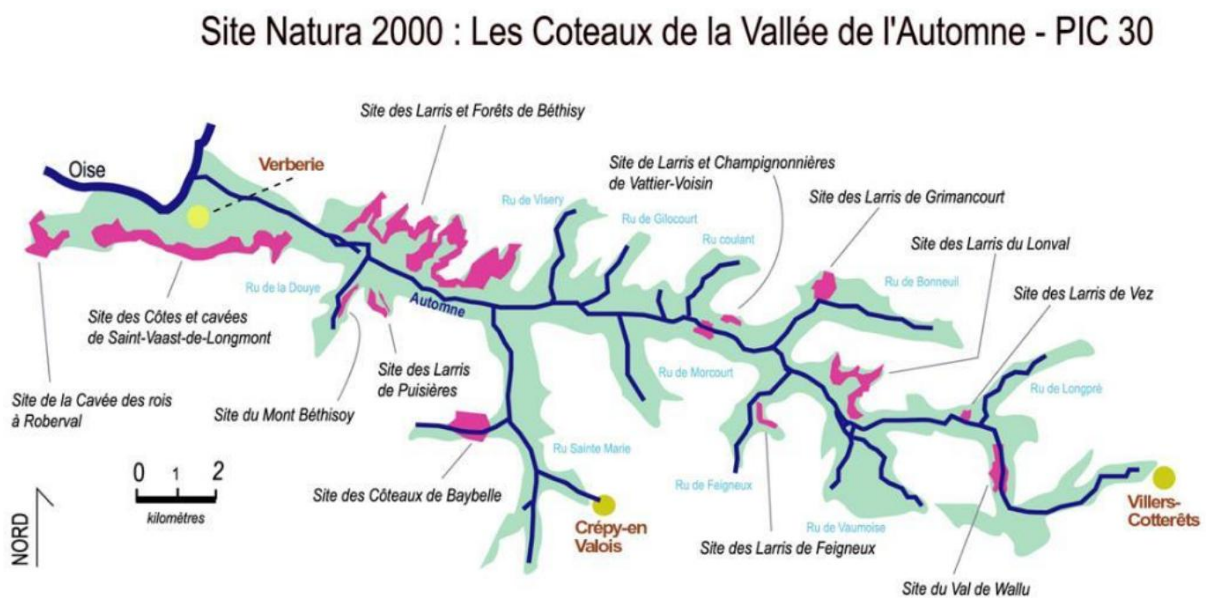 Site Natura 2000 : Les Coteaux de la Vallée de l'Automne - PIC 30
Site des Larris et Forêts de Béthisy
Oise
Verberie
Site de Larris et Champignonnières
de Vattier-Voisin
Site des Larris de Grimancourt
Ru de Visery
Ru de Gilocourt
Ru coulant
Site des Larris du Lonval
Ru de la Douye
Automne
Ru de Bonneuil
Site des Larris de Vez
Site des Côtes et cavées
de Saint-Vaast-de-Longmont
Site des Larris
de Puisières
Ru de Morcourt
Ru de Longpré
Site de la Cavée des rois
à Roberval
Site du Mont Béthisoy
Ru Sainte Marie
0 1 2
kilomètres
Site des Côteaux de Baybelle
Ru de Feigneux
NORD
Crépy-en
Valois
Ru de Vaumoise
Villers-
Cotterêts
Site des Larris de Feigneux
Site du Val de Wallu